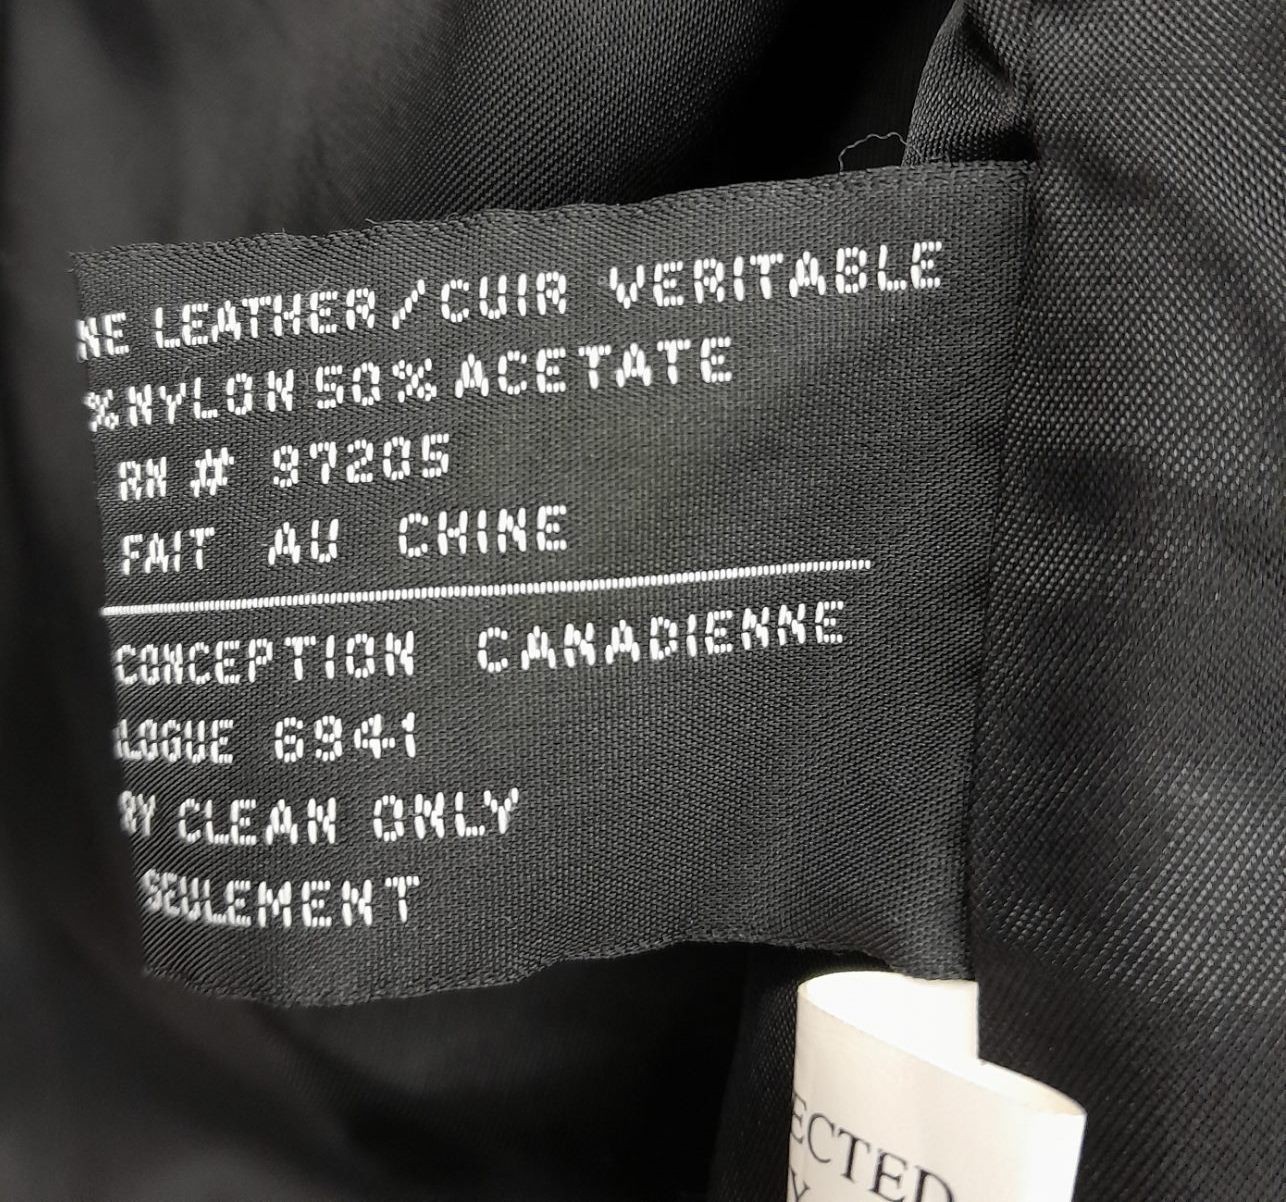 NE LEATHER/CUIR VERITABLE
%NYLON 50% ACETATE
RN # 97205
FAIT AU CHINE
CONCEPTION CANADIENNE
LOGUE 6941
RY CLEAN ONLY
SEULEMENT
ECTED
Y